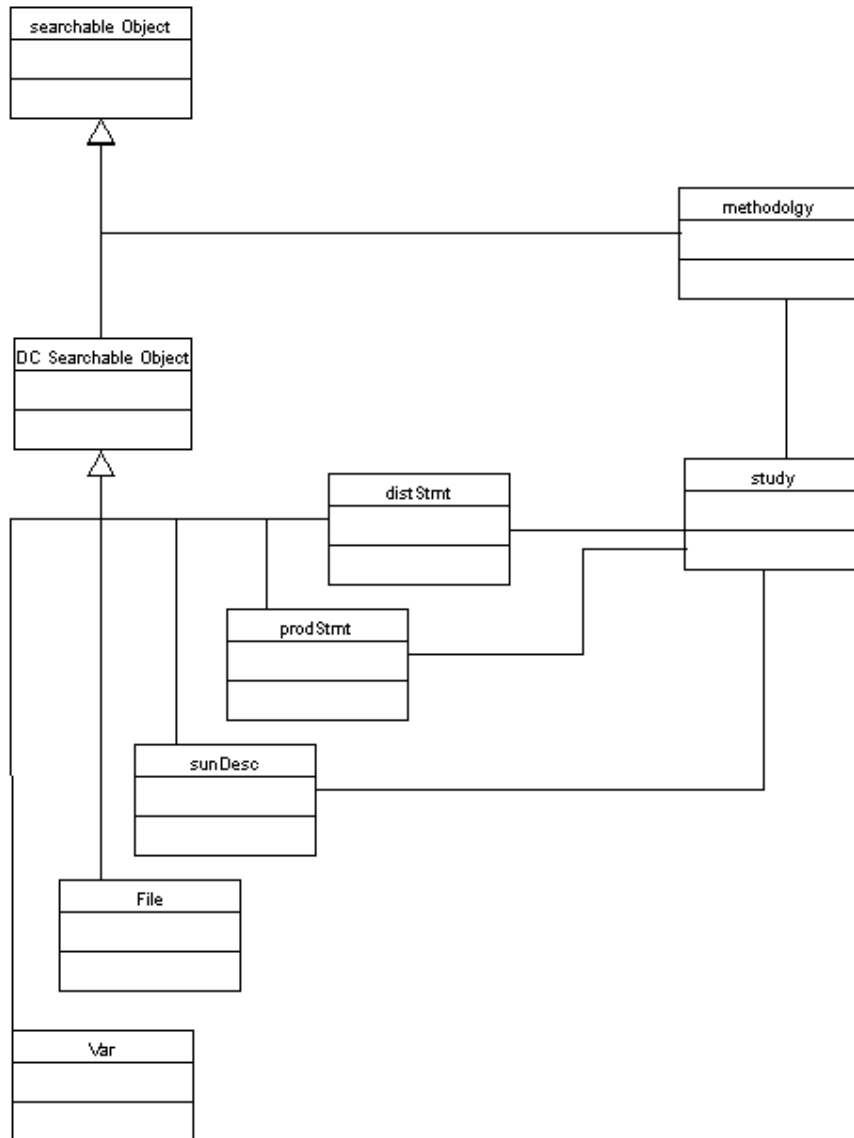 searchable Object
methodolgy
DC Searchable Object
study
distStmt
prodStmt
sunDesc
File
Var